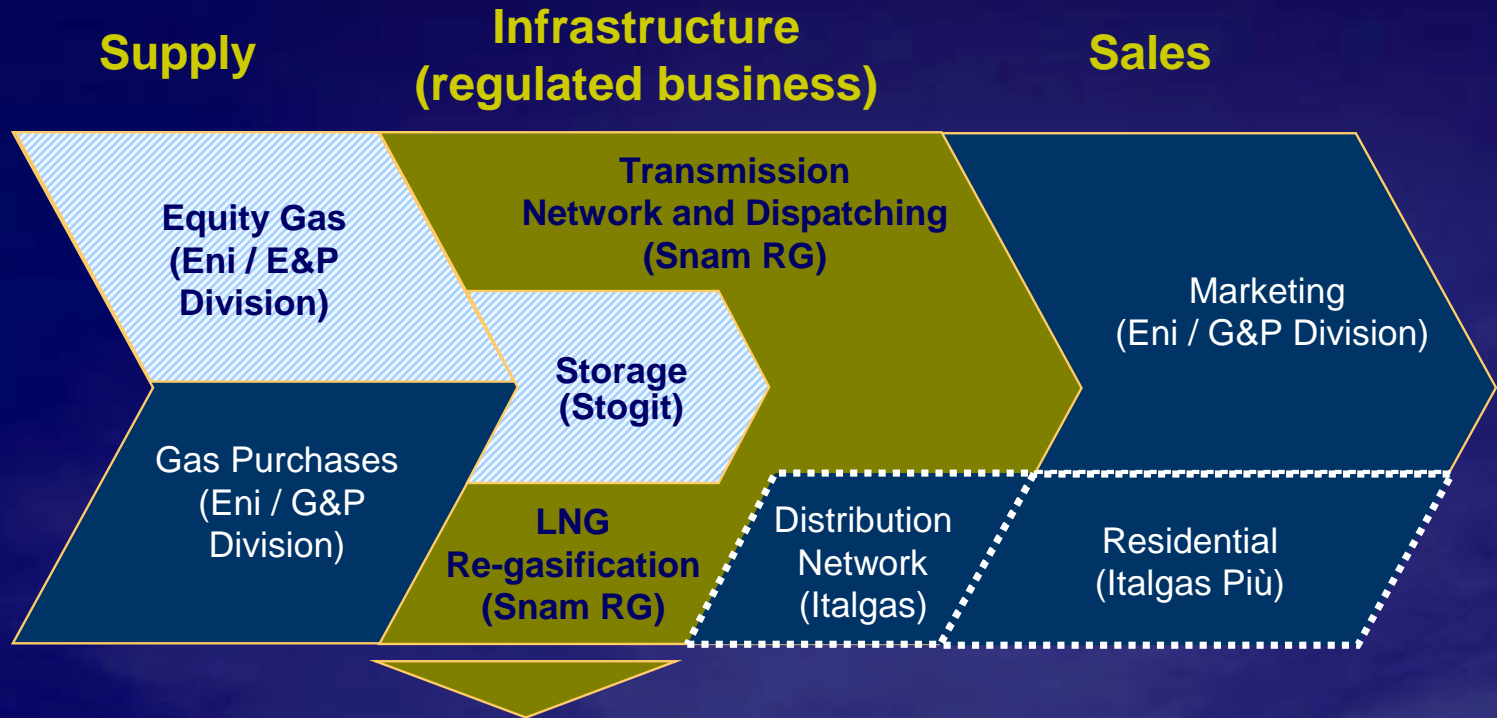 Supply
Infrastructure
(regulated business)
Sales
Equity Gas
(Eni / E&P
Division)
Gas Purchases
(Eni / G&P
Division)
Transmission
Network and Dispatching
(Snam RG)
Storage
(Stogit)
LNG
Re-gasification
(Snam RG)
Distribution
Network
(Italgas)
Marketing
(Eni / G&P Division)
Residential
(Italgas Più)